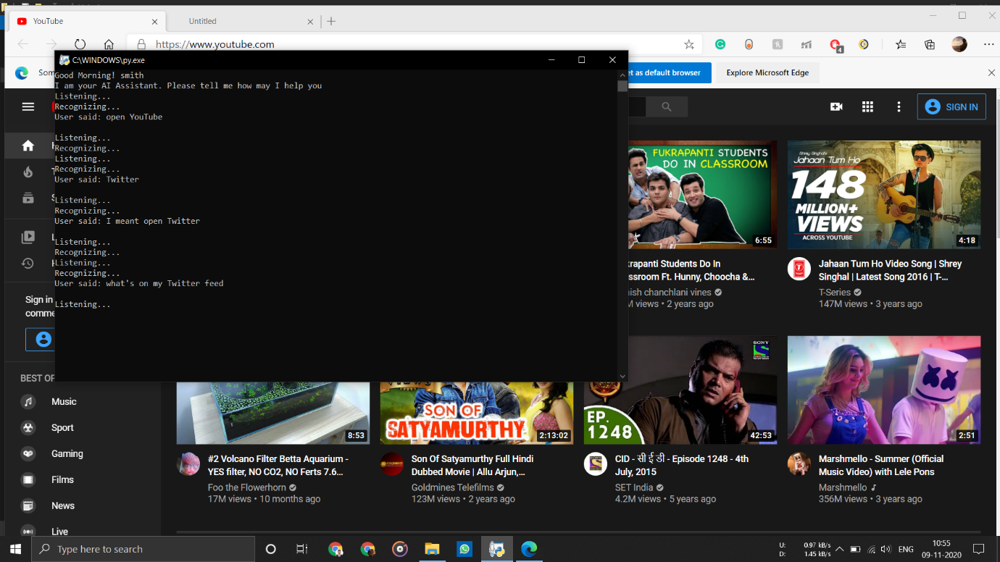 YouTube
Untitled
https://www.youtube.com
4
C:\WINDOWS\py.exe
Good Morning! smith
I am your AI Assistant. Please tell me how may I help you
Listening...
Recognizing...
User said: open YouTube
Listening...
Recognizing...
Listening...
Recognizing...
User said: Twitter
Listening...
Recognizing...
User said: I meant open Twitter
Listening...
Recognizing...
Listening...
Recognizing...
User said: what's on my Twitter feed
Listening...
as default browser
Explore Microsoft Edge
SIGN IN
Sign in
BEST OF
Music
Sport
Gaming
Films
News
Live
FUKRAPANTI STUDENTS
DO IN CLASSROOM
6:55
Students Do In
Ft. Hunny, Choocha &...
chanchlani vines
views • 2 years ago
Shrey Singhal's
Jahaan Tum Ho
148
MILLION+
VIEWS
ACROSS YOUTUBE
4:18
Jahaan Tum Ho Video Song | Shrey
Singhal | Latest Song 2016 | T-...
T-Series
147M views • 3 years ago
8:53
#2 Volcano Filter Betta Aquarium -
YES filter, NO CO2, NO Ferts 7.6...
Foo the Flowerhorn
17M views • 10 months ago
SON OF
SATYAMURTHY
2:13:02
Son Of Satyamurthy Full Hindi
Dubbed Movie | Allu Arjun,...
Goldmines Telefilms
123M views • 2 years ago
SONY
EP.
1248
42:53
CID - सी ई डी - Episode 1248 - 4th
July, 2015
SET India
4.2M views • 5 years ago
2:51
Marshmello - Summer (Official
Music Video) with Lele Pons
Marshmello
356M views • 3 years ago
Type here to search
U: 0.97 kB/s
D: 1.45 kB/s
ENG
10:55
09-11-2020